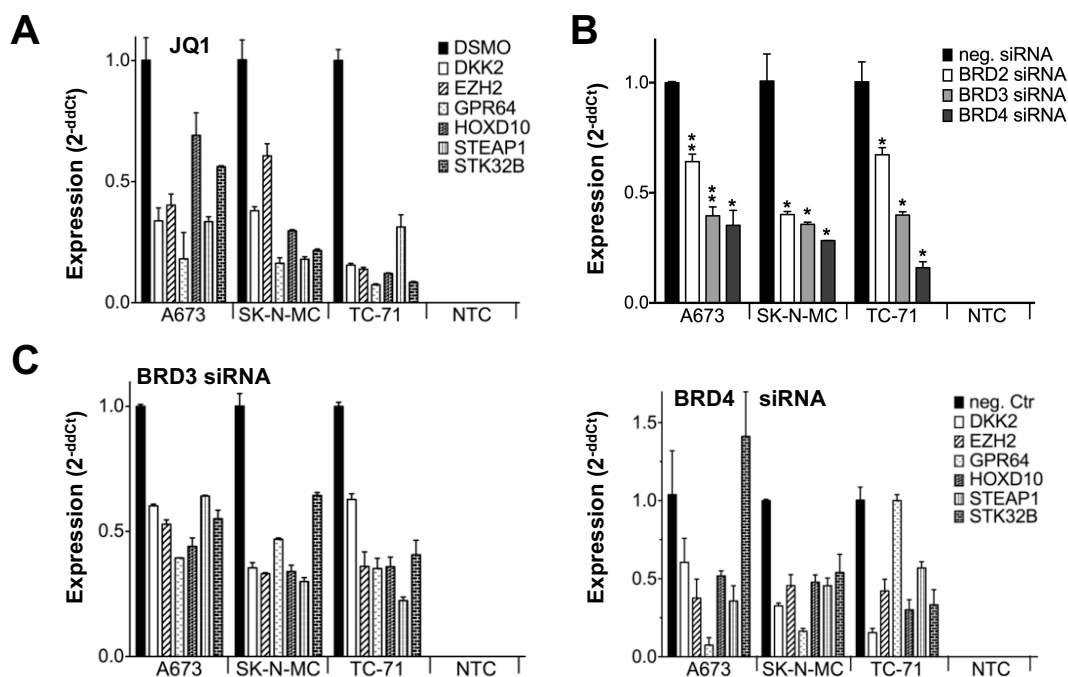 A
JQ1
Expression (2-ddCt)
1.0
0.5
0.0
A673
SK-N-MC
TC-71
NTC
DSMO
DKK2
EZH2
GPR64
HOXD10
STEAP1
STK32B
B
Expression (2-ddCt)
1.0
0.5
0.0
**
**
*
*
*
*
*
*
*
A673
SK-N-MC
TC-71
NTC
neg. siRNA
BRD2 siRNA
BRD3 siRNA
BRD4 siRNA
C
BRD3 siRNA
Expression (2-ddCt)
1.0
0.5
0.0
A673
SK-N-MC
TC-71
NTC
BRD4 siRNA
Expression (2-ddCt)
1.5
1.0
0.5
0.0
A673
SK-N-MC
TC-71
NTC
neg. Ctr
DKK2
EZH2
GPR64
HOXD10
STEAP1
STK32B